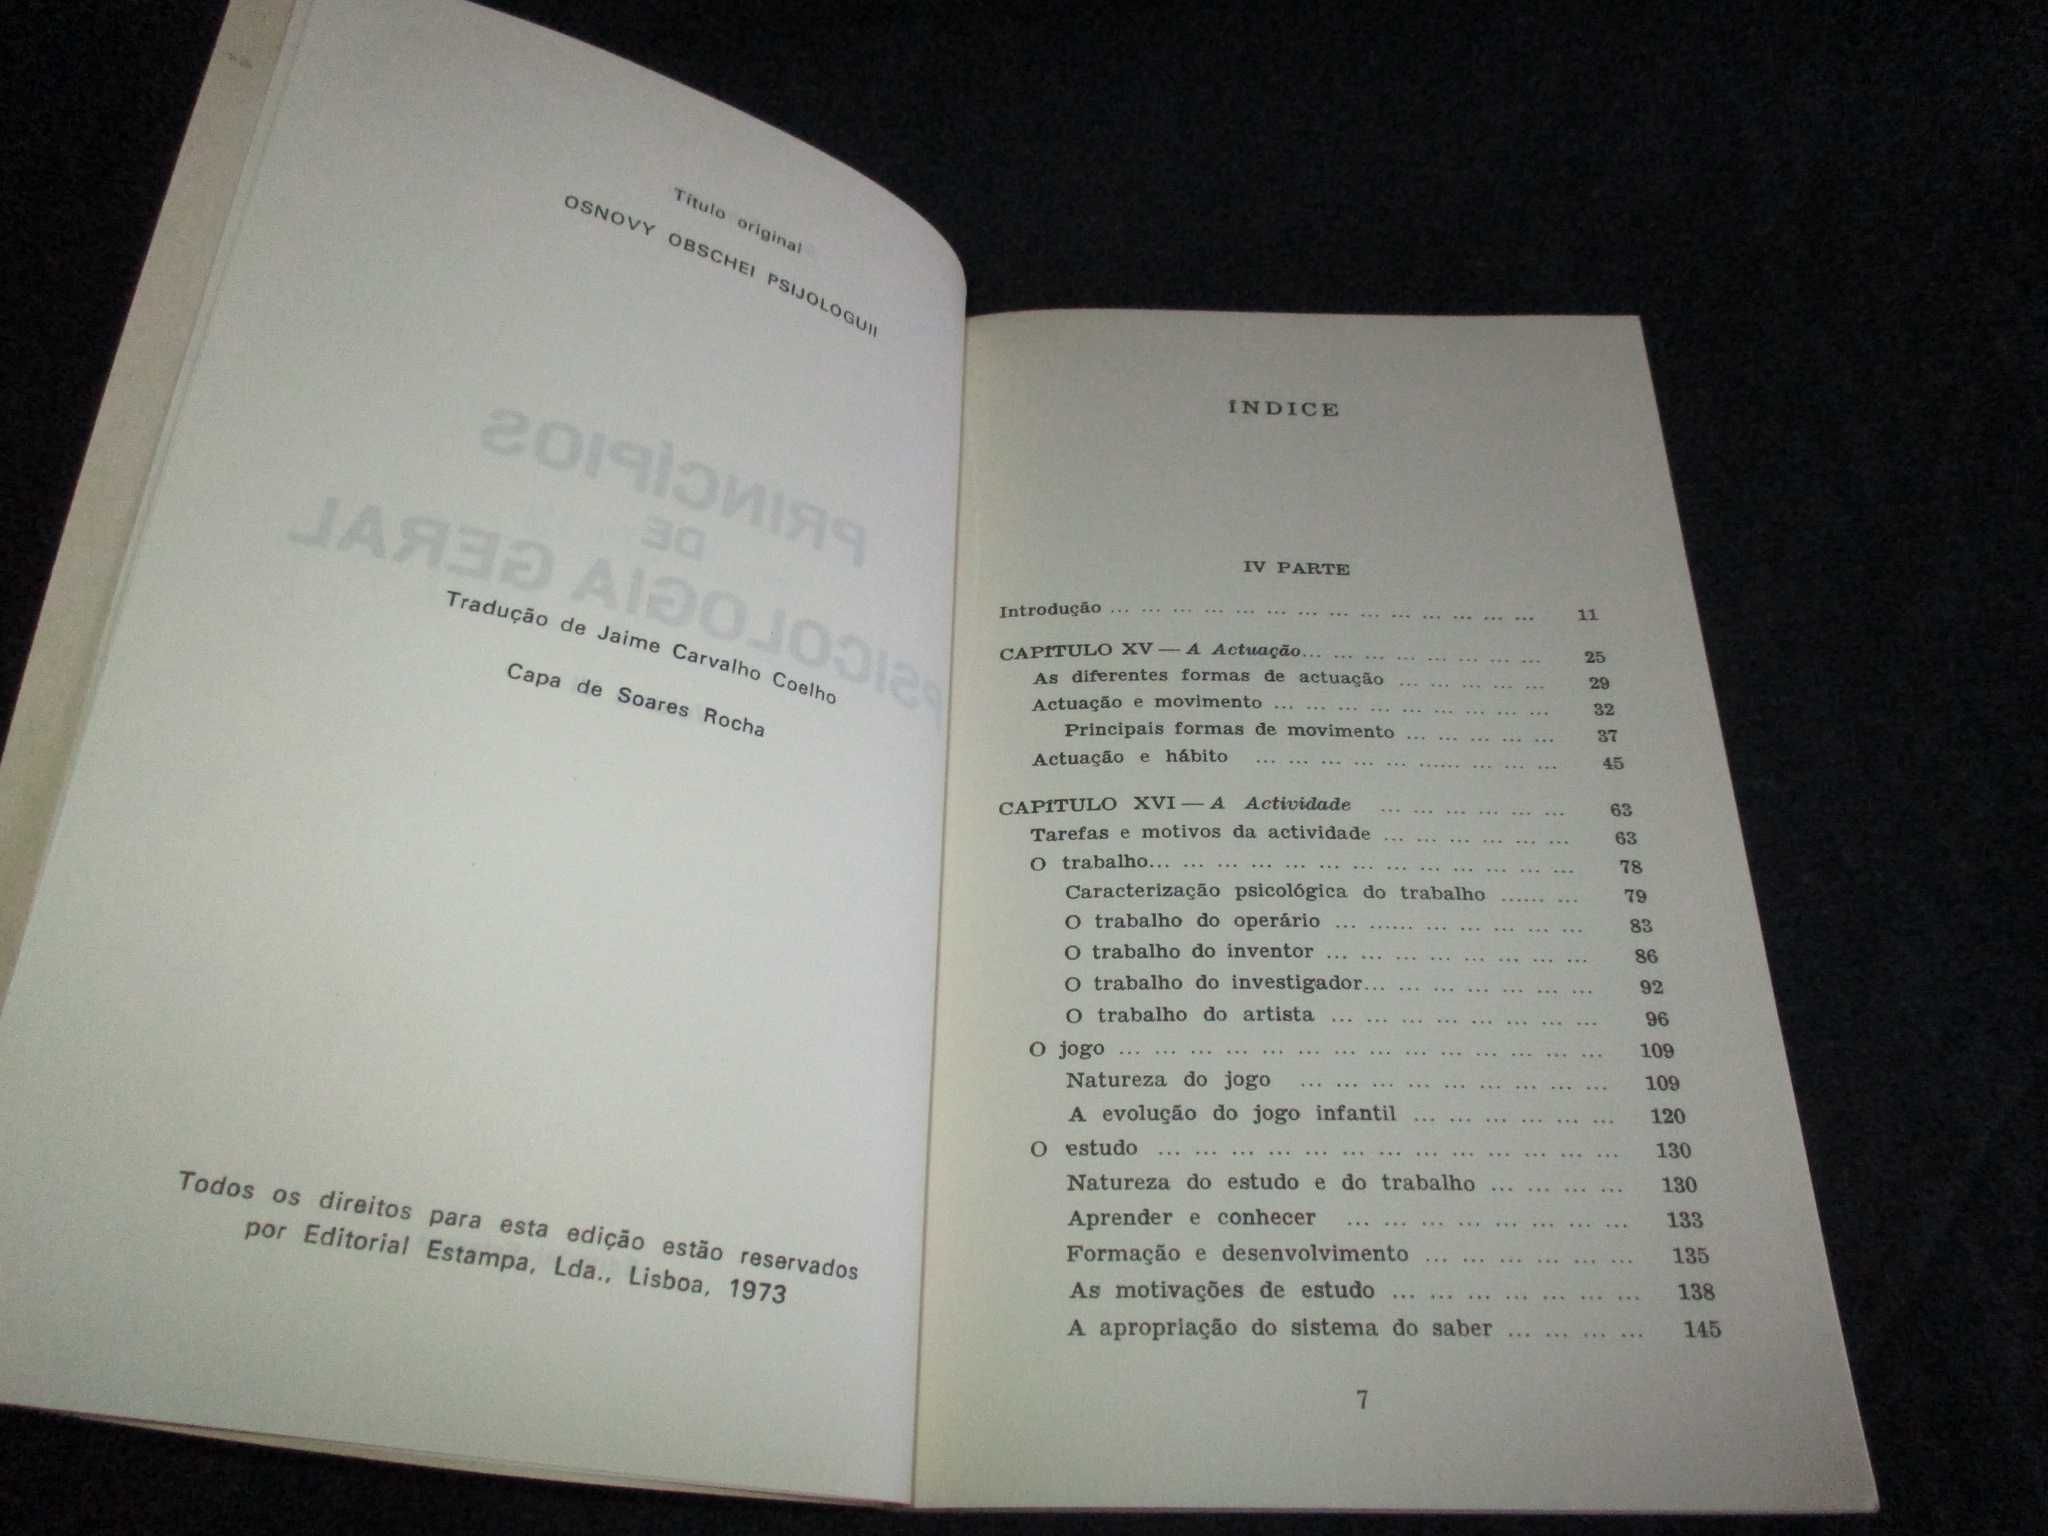 Título original
OSNOVY OBSCHEI PSIJOLOGUII
PRINCÍPIOS
DE
PSICOLOGIA GERAL
Tradução de Jaime Carvalho Coelho
Capa de Soares Rocha
Todos os direitos para esta edição estão reservados
por Editorial Estampa, Lda., Lisboa, 1973
ÍNDICE
IV PARTE
Introdução ... ... ... ... ... ... ... ... ... ... ... ... ... ... 11
CAPÍTULO XV — A Actuação... ... ... ... ... ... ... ... 25
As diferentes formas de actuação ... ... ... ... ... 29
Actuação e movimento ... ... ... ... ... ... ... ... ... 32
Principais formas de movimento ... ... ... ... ... 37
Actuação e hábito ... ... ... ... ... ...... ... ... ... 45
CAPÍTULO XVI — A Actividade ... ... ... ... ... ... 63
Tarefas e motivos da actividade ... ... ... ... ... ... 63
O trabalho... ... ... ... ... ... ... ... ... ... ... ... ... 78
Caracterização psicológica do trabalho ...... ... 79
O trabalho do operário ... ...... ... ... ... ... ... 83
O trabalho do inventor ... ... ... ... ... ... ... ... 86
O trabalho do investigador... ... ... ... ... ... ... 92
O trabalho do artista ... ... ... ... ... ... ... ... 96
O jogo ... ... ... ... ... ... ... ... ... ... ... ... ... ... 109
Natureza do jogo ... ... ... ... ... ... ... ... ... 109
A evolução do jogo infantil ... ... ... ... ... ... 120
O estudo ... ... ... ... ... ... ... ... ... ... ... ... ... 130
Natureza do estudo e do trabalho ... ... ... ... 130
Aprender e conhecer ... ... ... ... ... ... ... ... 133
Formação e desenvolvimento ... ... ... ... ... ... 135
As motivações de estudo ... ... ... ... ... ... ... 138
A apropriação do sistema do saber ... ... ... ... 145
7